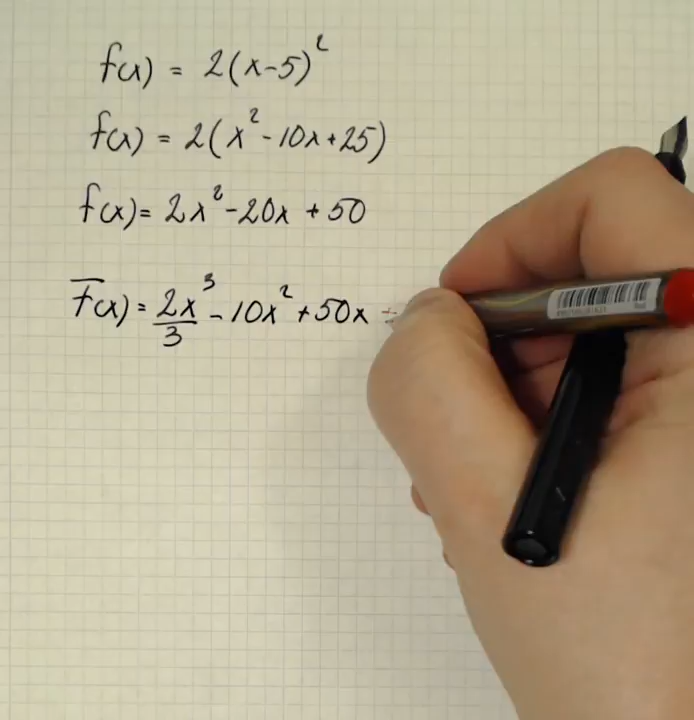 f(x) = 2(x-5)²
f(x) = 2(x²-10x+25)
f(x) = 2x²-20x+50
F(x) = 2x³/3 - 10x² + 50x